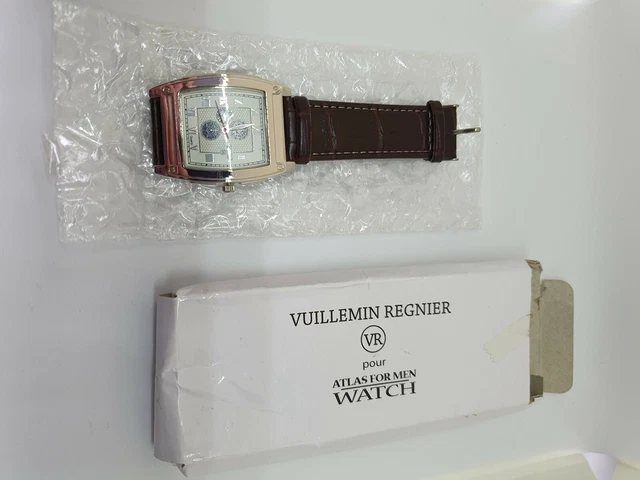 VUILLEMIN REGNIER
VR
pour
ATLAS FOR MEN
WATCH